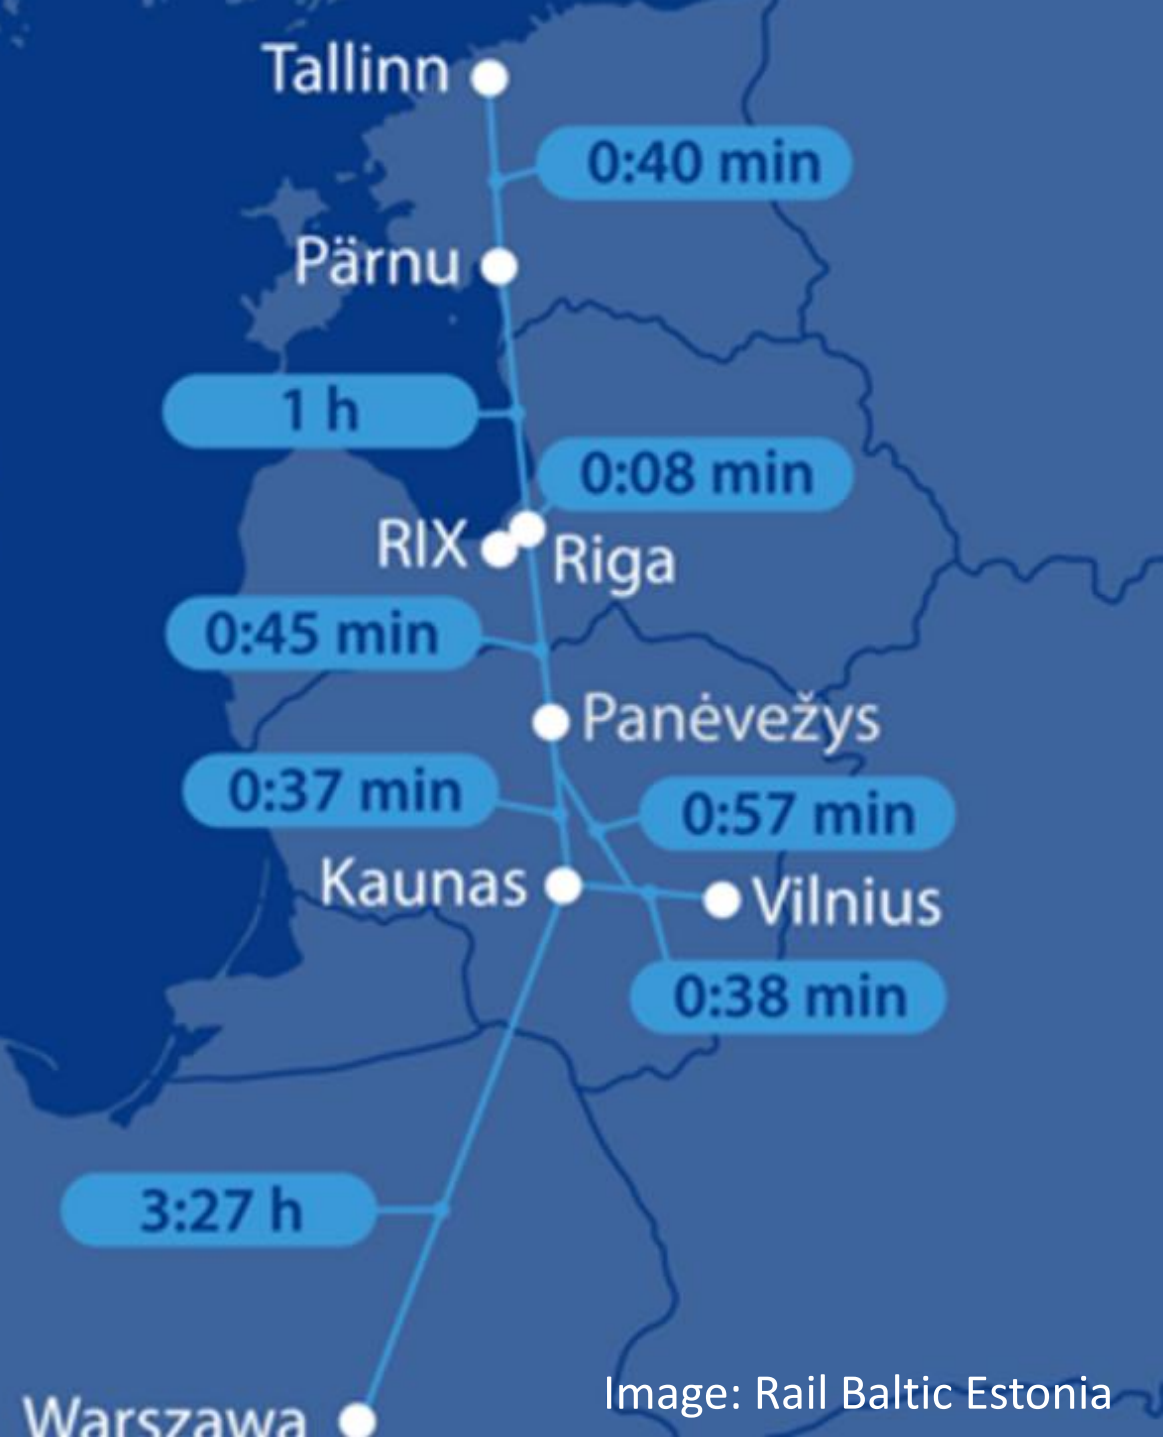 Tallinn
0:40 min
Pärnu
1 h
0:08 min
RIX
Riga
0:45 min
Panėvežys
0:37 min
0:57 min
Kaunas
Vilnius
0:38 min
3:27 h
Image: Rail Baltic Estonia
Warszawa